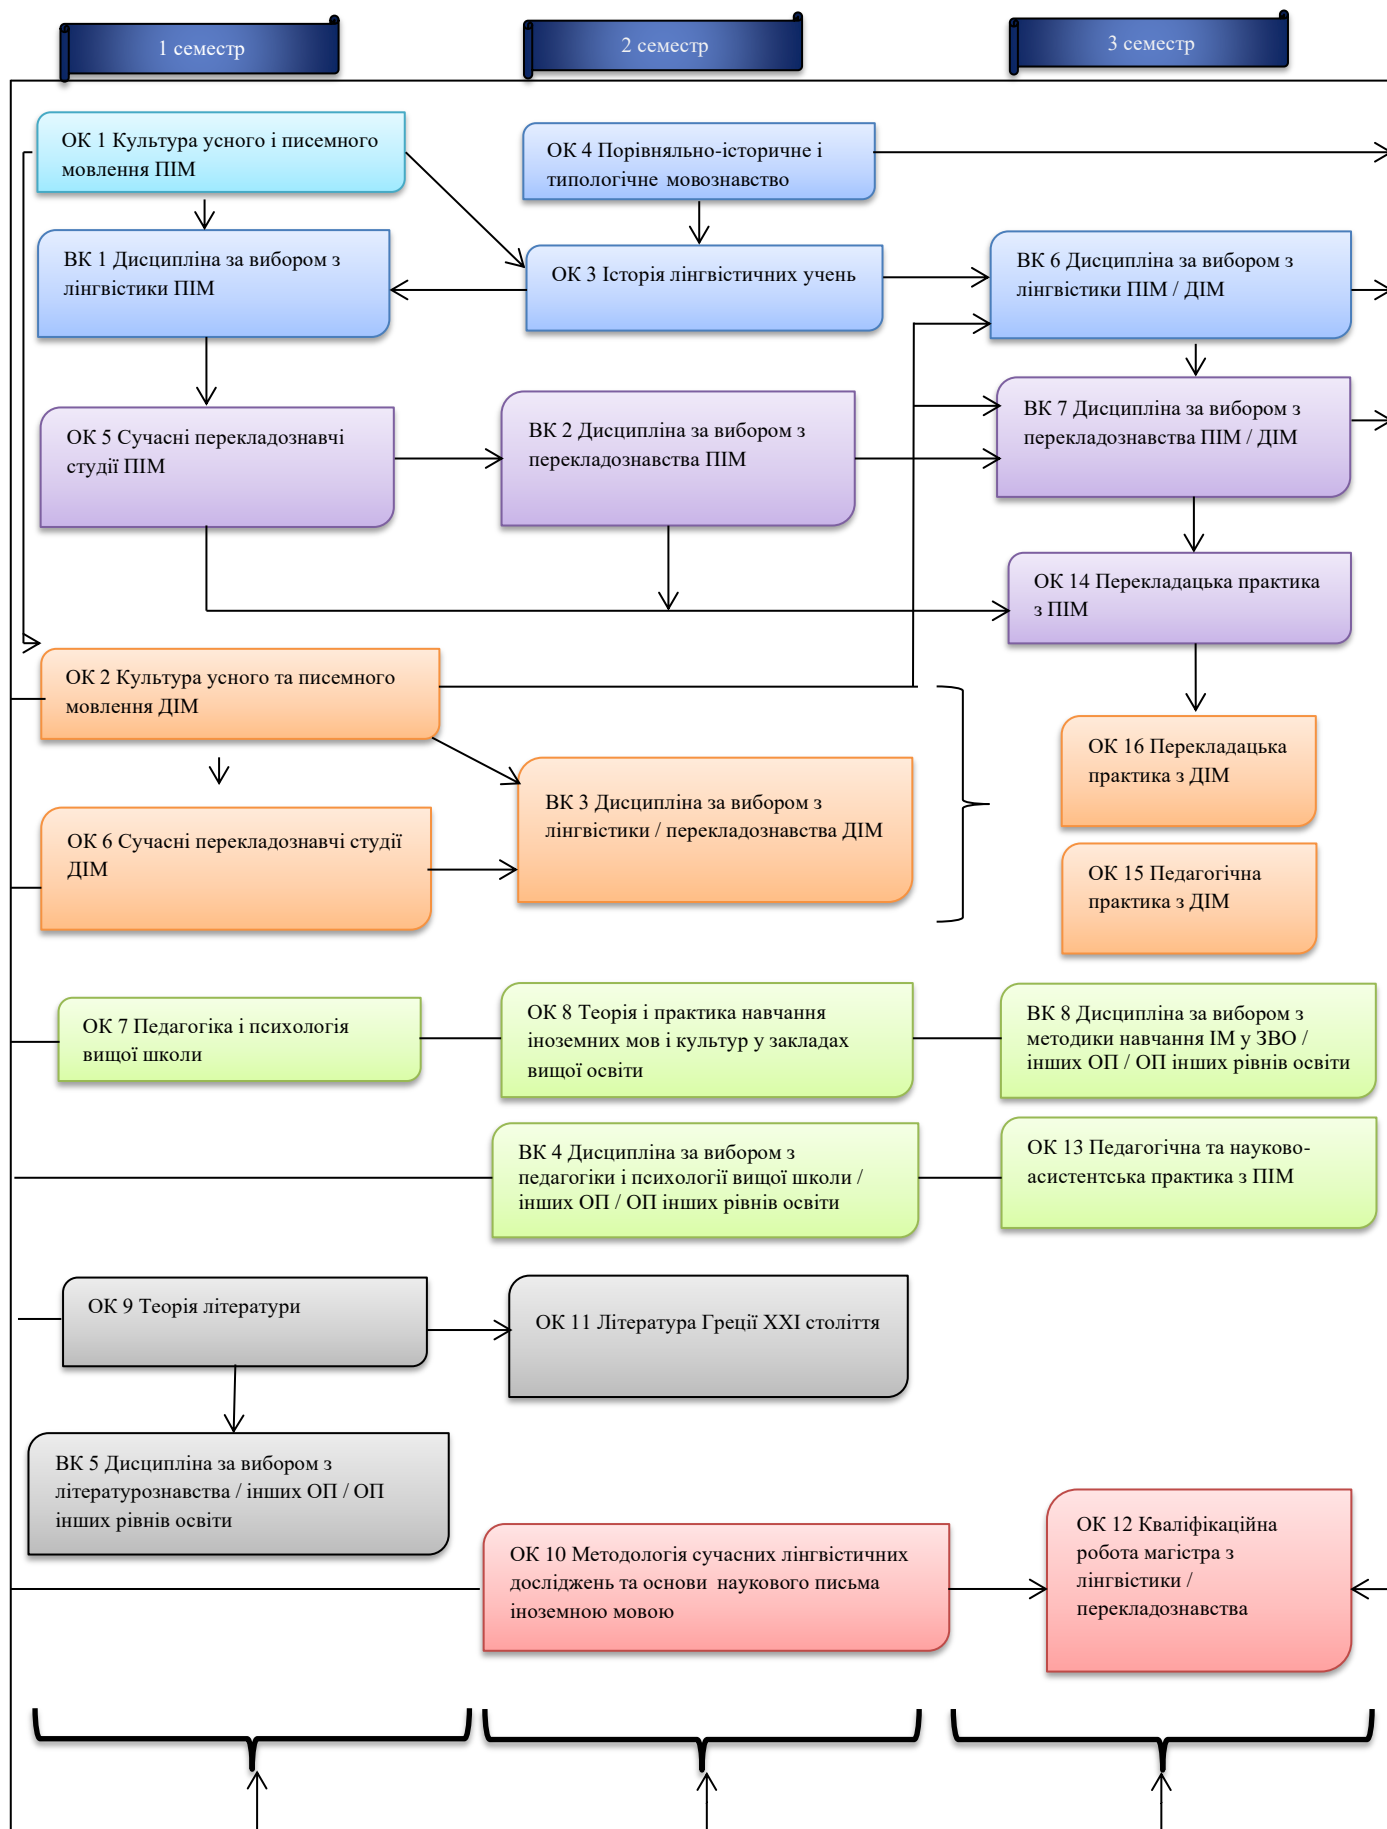 1 семестр
2 семестр
3 семестр
ОК 1 Культура усного і писемного
мовлення ПІМ
ОК 4 Порівняльно-історичне і
типологічне мовознавство
ВК 1 Дисципліна за вибором з
лінгвістики ПІМ
ОК 3 Історія лінгвістичних учень
ВК 6 Дисципліна за вибором з
лінгвістики ПІМ / ДІМ
ОК 5 Сучасні перекладознавчі
студії ПІМ
ВК 2 Дисципліна за вибором з
перекладознавства ПІМ
ВК 7 Дисципліна за вибором з
перекладознавства ПІМ / ДІМ
ОК 14 Перекладацька практика
з ПІМ
ОК 2 Культура усного та писемного
мовлення ДІМ
ОК 16 Перекладацька
практика з ДІМ
ВК 3 Дисципліна за вибором з
лінгвістики / перекладознавства ДІМ
ОК 6 Сучасні перекладознавчі студії
ДІМ
ОК 15 Педагогічна
практика з ДІМ
ОК 7 Педагогіка і психологія
вищої школи
ОК 8 Теорія і практика навчання
іноземних мов і культур у закладах
вищої освіти
ВК 8 Дисципліна за вибором з
методики навчання ІМ у ЗВО /
інших ОП / ОП інших рівнів освіти
ВК 4 Дисципліна за вибором з
педагогіки і психології вищої школи /
інших ОП / ОП інших рівнів освіти
ОК 13 Педагогічна та науково-
асистентська практика з ПІМ
ОК 9 Теорія літератури
ОК 11 Література Греції ХХІ століття
ВК 5 Дисципліна за вибором з
літературознавства / інших ОП / ОП
інших рівнів освіти
ОК 10 Методологія сучасних лінгвістичних
досліджень та основи наукового письма
іноземною мовою
ОК 12 Кваліфікаційна
робота магістра з
лінгвістики /
перекладознавства